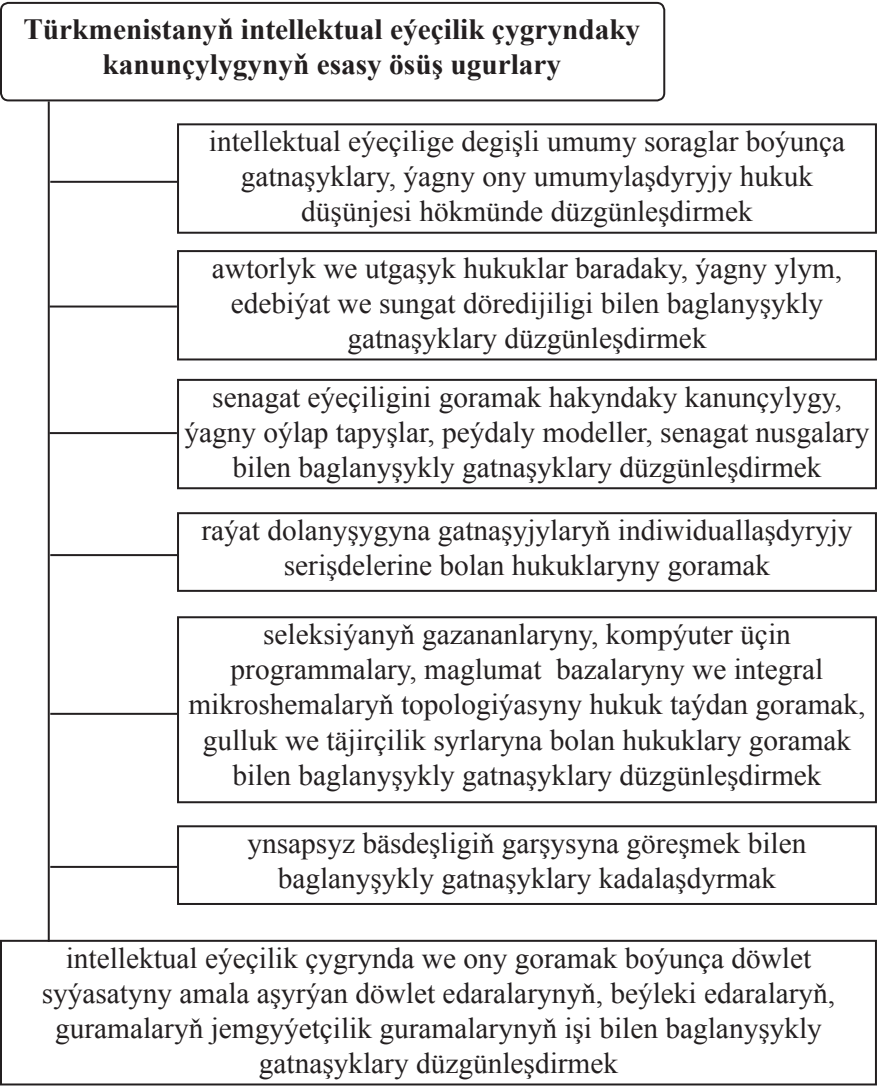 Türkmenistanyň intellektual eýeçilik çygryndaky
kanunçylygynyň esasy ösüş ugurlary
intellektual eýeçilige degişli umumy soraglar boýunça
gatnaşyklary, ýagny ony umumylaşdyryjy hukuk
düşünjesi hökmünde düzgünleşdirmek
awtorlyk we utgaşyk hukuklar baradaky, ýagny ylym,
edebiýat we sungat döredijiligi bilen baglanyşykly
gatnaşyklary düzgünleşdirmek
senagat eýeçiligini goramak hakyndaky kanunçylygy,
ýagny oýlap tapyşlar, peýdaly modeller, senagat nusgalary
bilen baglanyşykly gatnaşyklary düzgünleşdirmek
raýat dolanyşygyna gatnaşyjylaryň indiwiduallaşdyryjy
serişdelerine bolan hukuklaryny goramak
seleksiýanyň gazananlaryny, kompýuter üçin
programmalary, maglumat bazalaryny we integral
mikroshemalaryň topologiýasyny hukuk taýdan goramak,
gulluk we täjirçilik syrlaryna bolan hukuklary goramak
bilen baglanyşykly gatnaşyklary düzgünleşdirmek
ynsapsyz bäsdeşligiň garşysyna göreşmek bilen
baglanyşykly gatnaşyklary kadalaşdyrmak
intellektual eýeçilik çygrynda we ony goramak boýunça döwlet
syýasatyny amala aşyrýan döwlet edaralarynyň, beýleki edaralaryň,
guramalaryň jemgyýetçilik guramalarynyň işi bilen baglanyşykly
gatnaşyklary düzgünleşdirmek